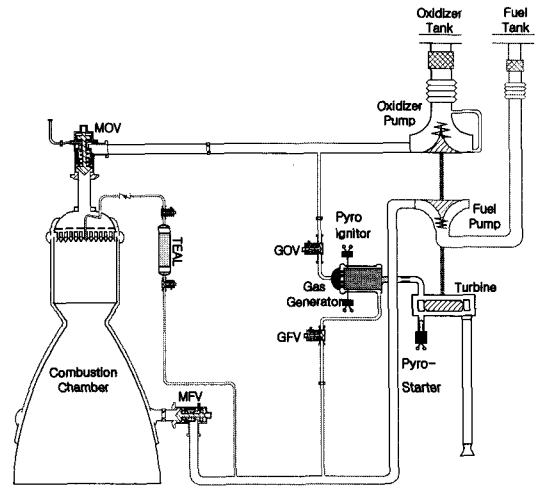 Oxidizer
Tank
Fuel
Tank
MOV
Oxidizer
Pump
Fuel
Pump
Pyro
Ignitor
GOV
TEAL
Gas
Generator
Turbine
GFV
Pyro-
Starter
Combustion
Chamber
MFV